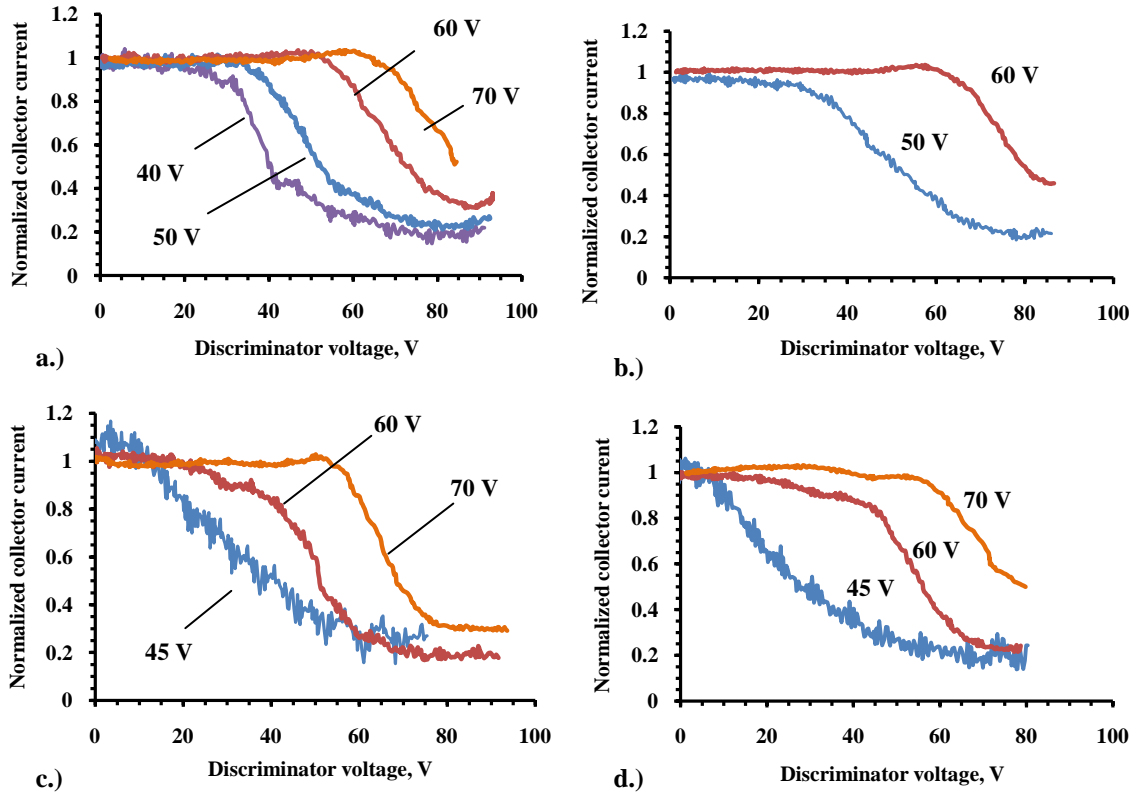 1.2
1
0.8
0.6
0.4
0.2
0
0 20 40 60 80 100
Normalized collector current
Discriminator voltage, V
60 V
70 V
40 V
50 V
a.)
1.2
1
0.8
0.6
0.4
0.2
0
0 20 40 60 80 100
Normalized collector current
Discriminator voltage, V
60 V
50 V
b.)
1.2
1
0.8
0.6
0.4
0.2
0
0 20 40 60 80 100
Normalized collector current
Discriminator voltage, V
60 V
70 V
45 V
c.)
1.2
1
0.8
0.6
0.4
0.2
0
0 20 40 60 80 100
Normalized collector current
Discriminator voltage, V
70 V
60 V
45 V
d.)